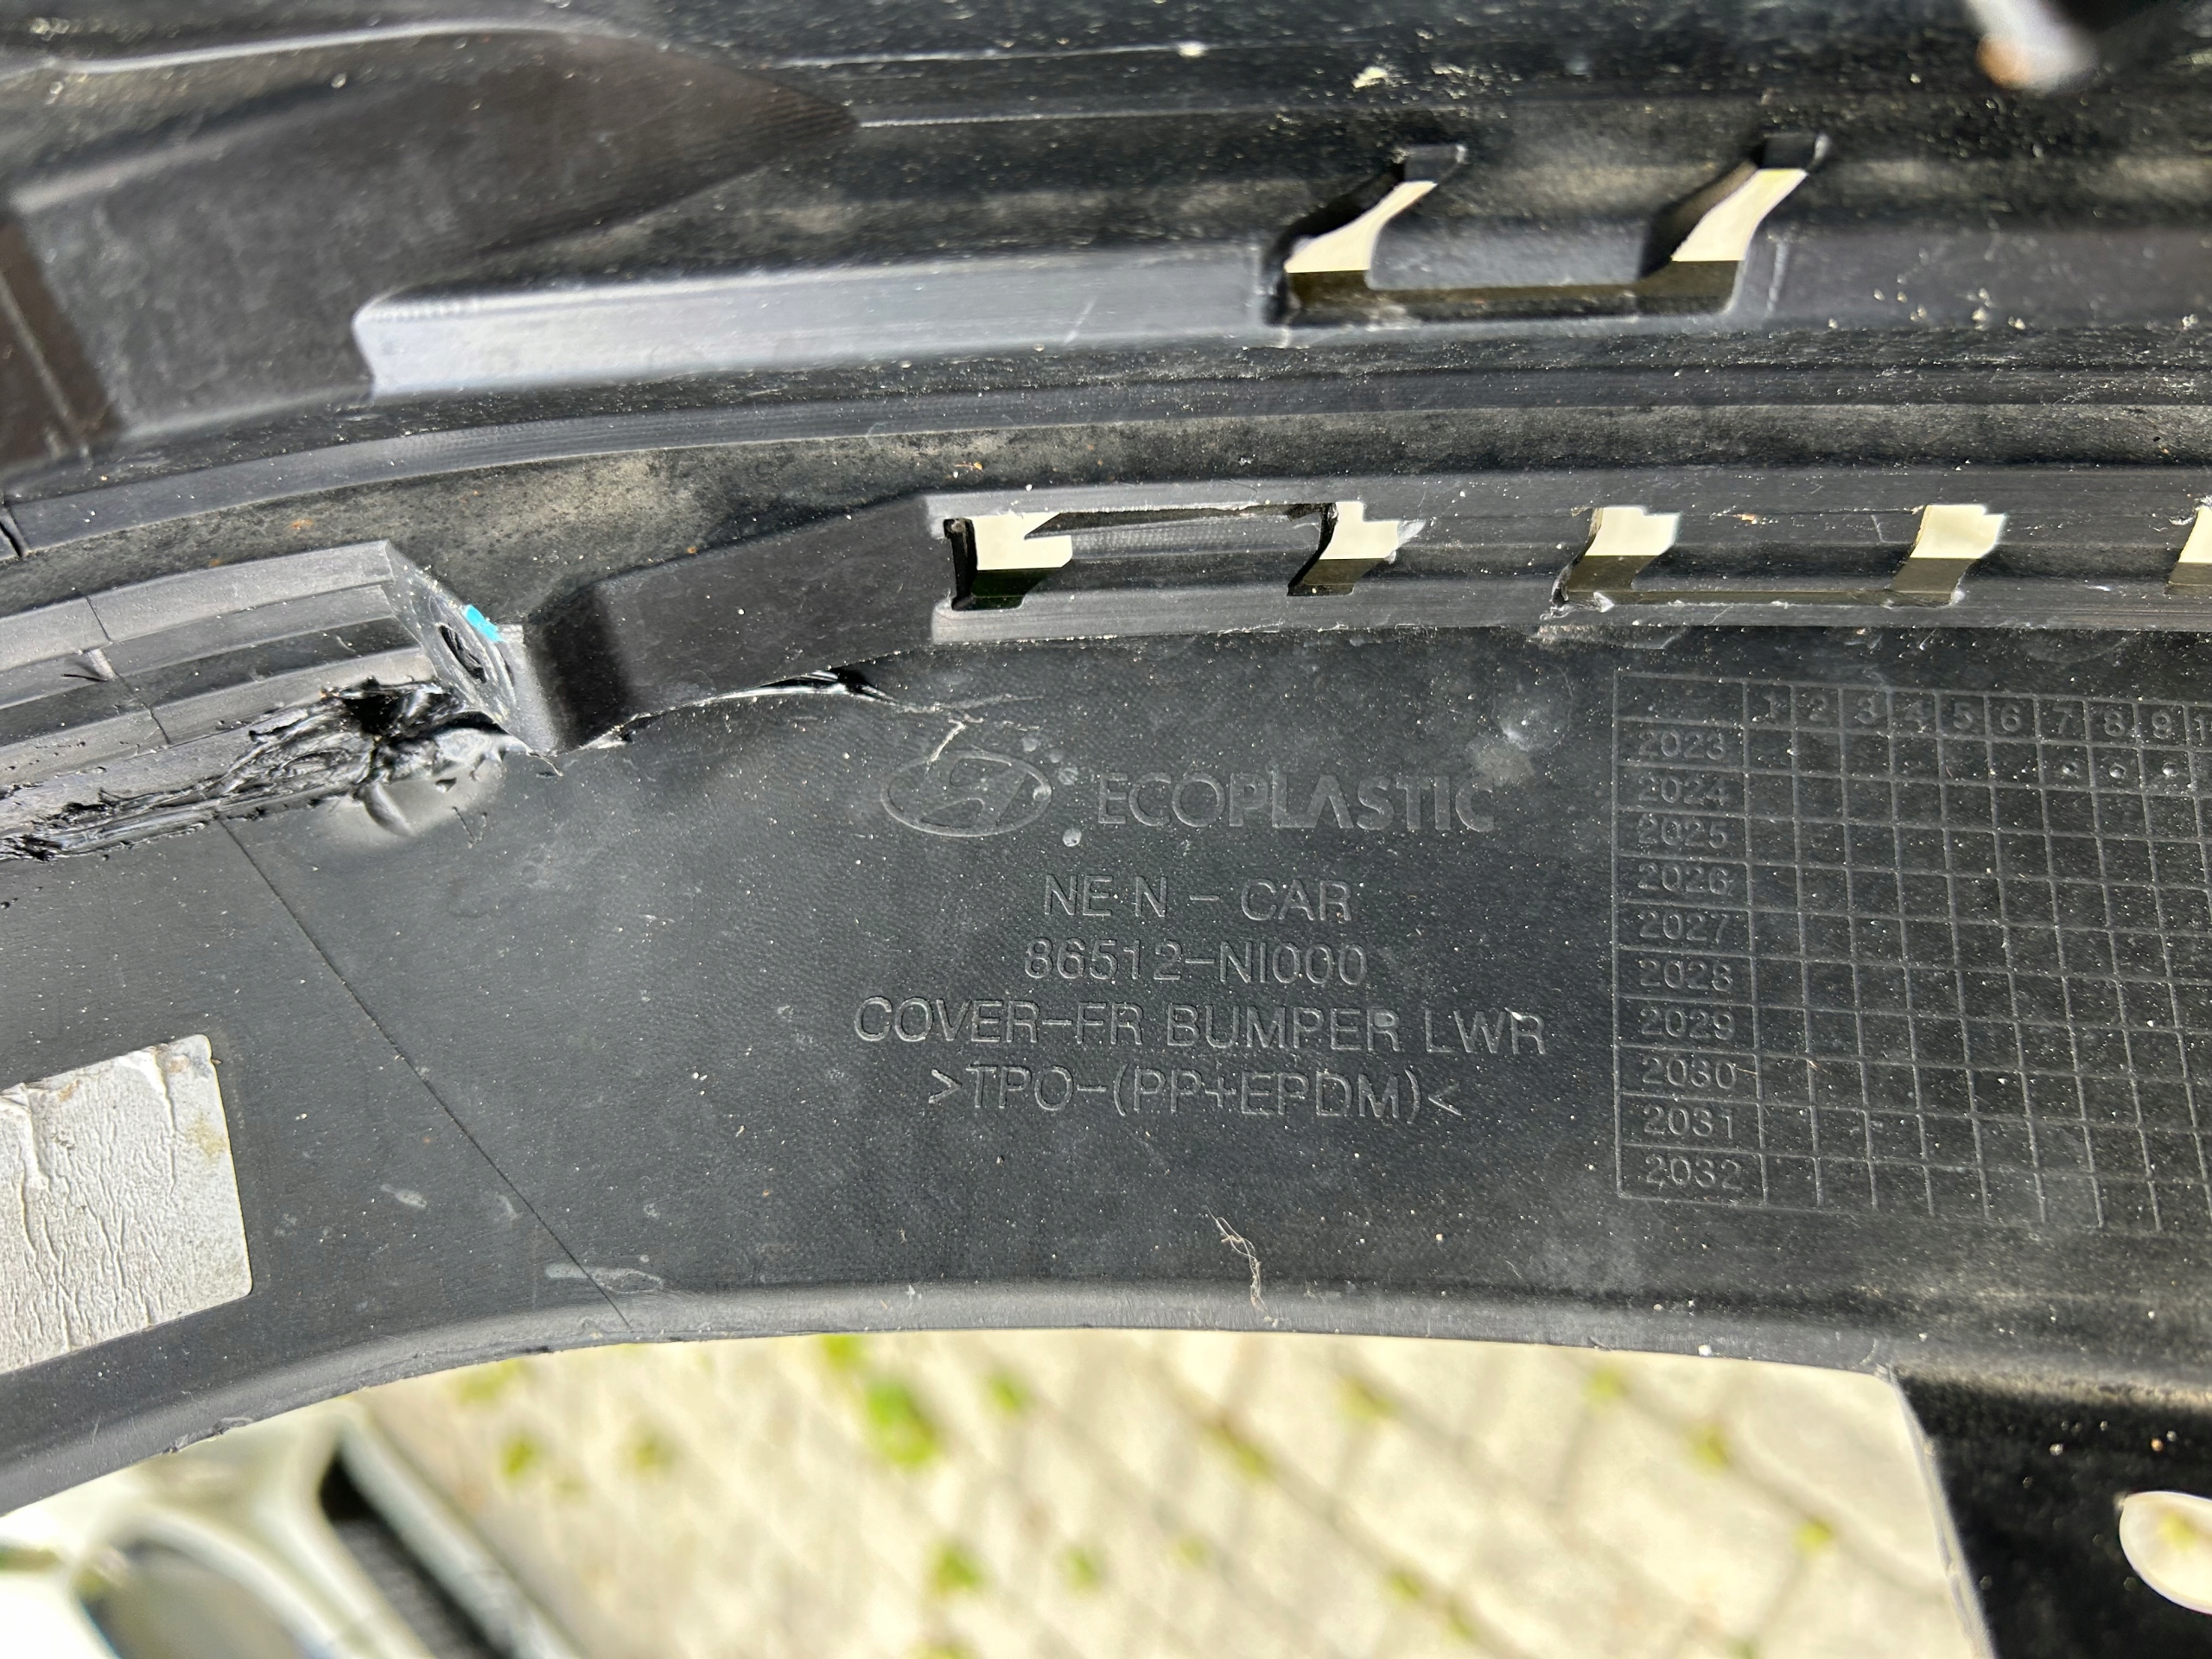 ECOPLASTIC
NE N - CAR
86512-NI000
COVER-FR BUMPER LWR
>TPO-(PP+EPDM)<
1 2 3 4 5 6 7 8 9 1
2023
2024
2025
2026
2027
2028
2029
2030
2031
2032